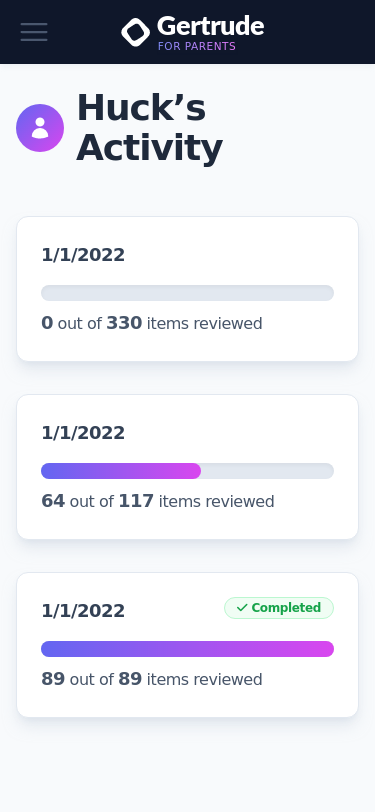 Gertrude
FOR PARENTS
Huck’s
Activity
1/1/2022
0 out of 330 items reviewed
1/1/2022
64 out of 117 items reviewed
1/1/2022
Completed
89 out of 89 items reviewed